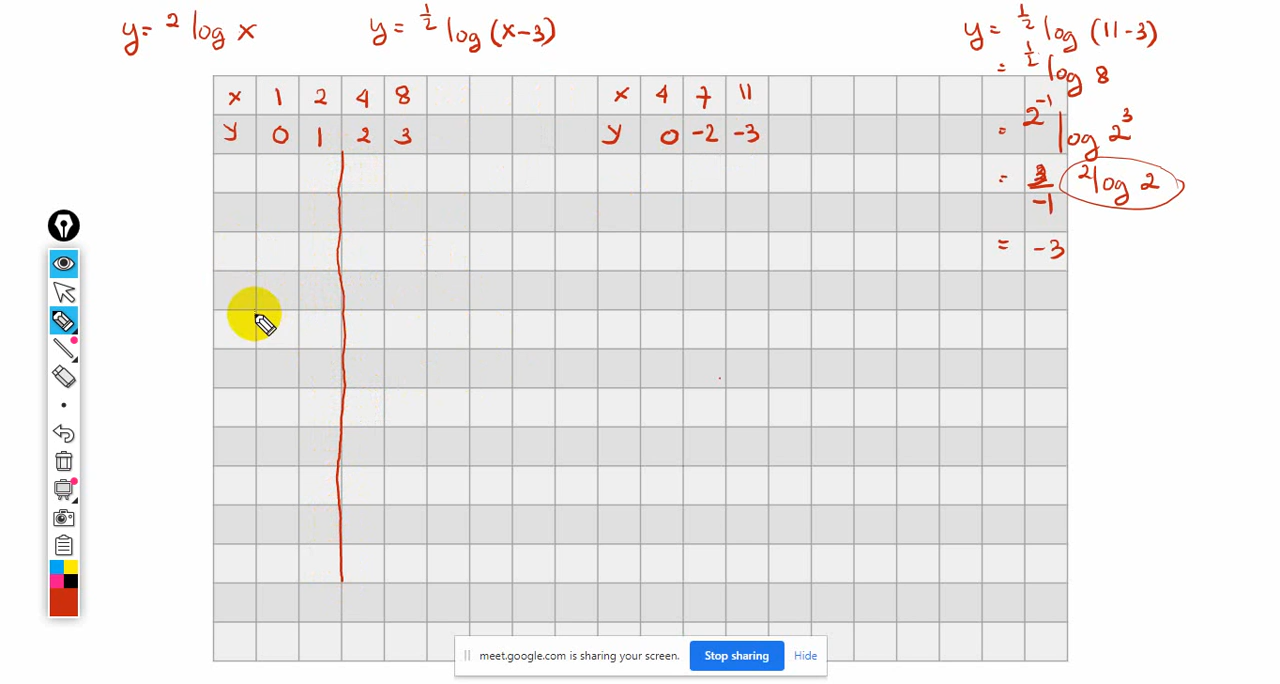 y = ²log x
y = ^½log (x-3)
x 1 2 4 8
y 0 1 2 3
x 4 7 11
y 0 -2 -3
y = ^½log (11-3)
= ^½log 8
= ^2⁻¹log 2³
= 3/-1 ²log 2
= -3
meet.google.com is sharing your screen.
Stop sharing
Hide